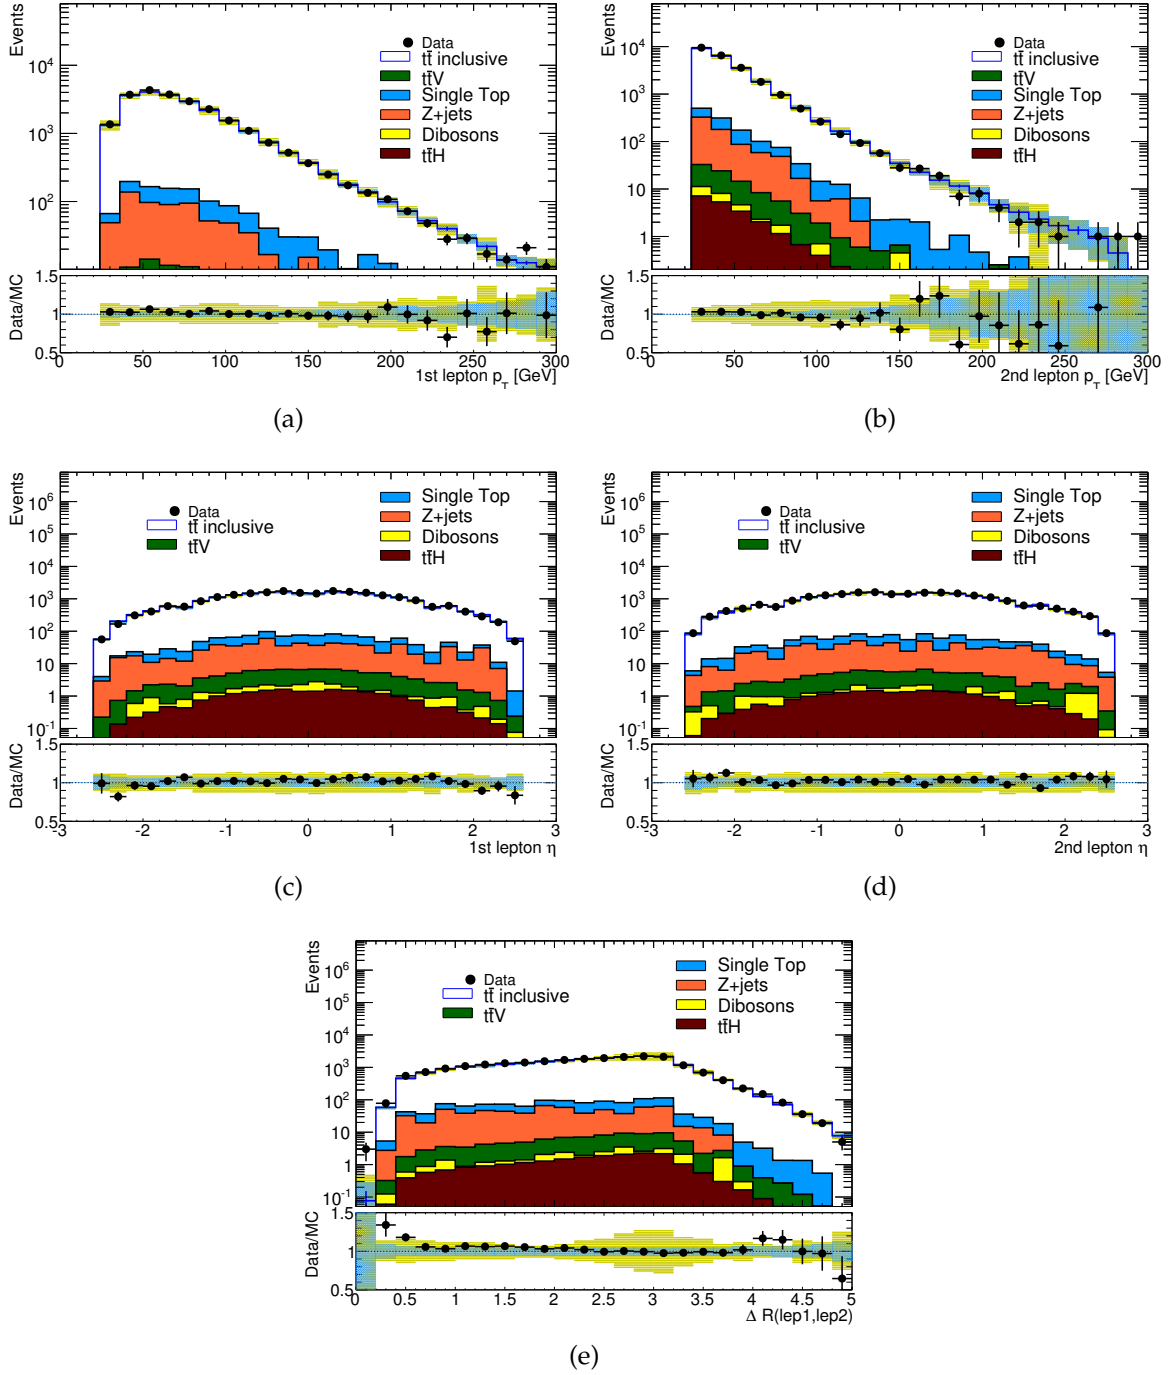 Events
10⁴
10³
10²
Data
tt̄ inclusive
tt̄V
Single Top
Z+jets
Dibosons
tt̄H
Data/MC
1.5
1
0.5
0 50 100 150 200 250 300
1st lepton p_T [GeV]
(a)
Events
10⁴
10³
10²
10
1
Data
tt̄ inclusive
tt̄V
Single Top
Z+jets
Dibosons
tt̄H
Data/MC
1.5
1
0.5
0 50 100 150 200 250 300
2nd lepton p_T [GeV]
(b)
Events
10⁶
10⁵
10⁴
10³
10²
10
1
10⁻¹
Data
tt̄ inclusive
tt̄V
Single Top
Z+jets
Dibosons
tt̄H
Data/MC
1.5
1
0.5
-3 -2 -1 0 1 2 3
1st lepton η
(c)
Events
10⁶
10⁵
10⁴
10³
10²
10
1
10⁻¹
Data
tt̄ inclusive
tt̄V
Single Top
Z+jets
Dibosons
tt̄H
Data/MC
1.5
1
0.5
-3 -2 -1 0 1 2 3
2nd lepton η
(d)
Events
10⁶
10⁵
10⁴
10³
10²
10
1
10⁻¹
Data
tt̄ inclusive
tt̄V
Single Top
Z+jets
Dibosons
tt̄H
Data/MC
1.5
1
0.5
0 0.5 1 1.5 2 2.5 3 3.5 4 4.5 5
Δ R(lep1,lep2)
(e)